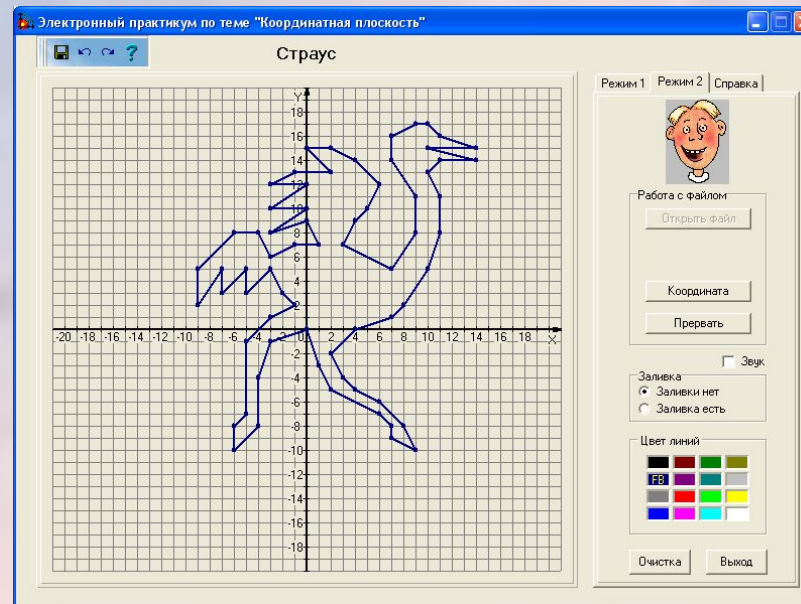 Электронный практикум по теме "Координатная плоскость"
Страус
Режим 1 Режим 2 Справка
Y
18
16
14
12
10
8
6
4
2
-20 -18 -16 -14 -12 -10 -8 -6 -4 -2 0 2 4 6 8 10 12 14 16 18 X
-2
-4
-6
-8
-10
-12
-14
-16
-18
Работа с файлом
Открыть файл
Координата
Прервать
Звук
Заливка
Заливки нет
Заливка есть
Цвет линий
FB
Очистка Выход